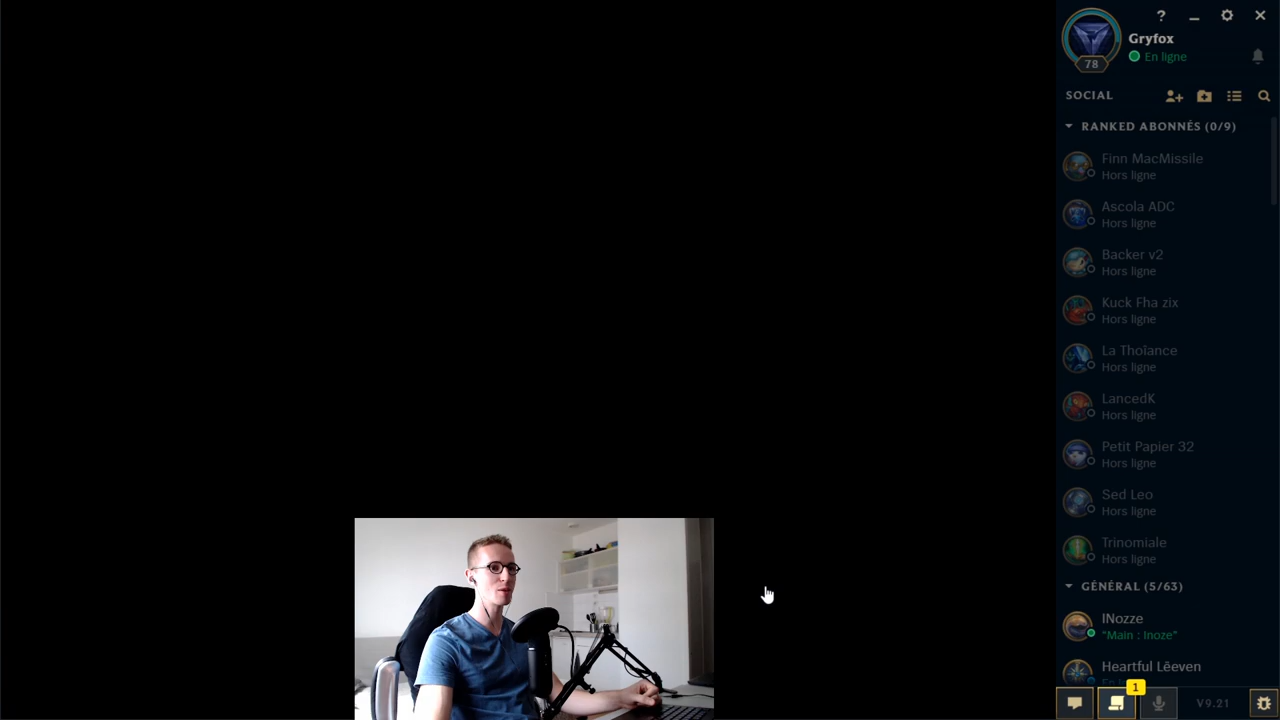 ?
Gryfox
En ligne
78
SOCIAL
RANKED ABONNÉS (0/9)
Finn MacMissile
Hors ligne
Ascola ADC
Hors ligne
Backer v2
Hors ligne
Kuck Fha zix
Hors ligne
La Thoîance
Hors ligne
LancedK
Hors ligne
Petit Papier 32
Hors ligne
Sed Leo
Hors ligne
Trinomiale
Hors ligne
GÉNÉRAL (5/63)
INozze
"Main : Inoze"
Heartful Lêeven
1
V9.21